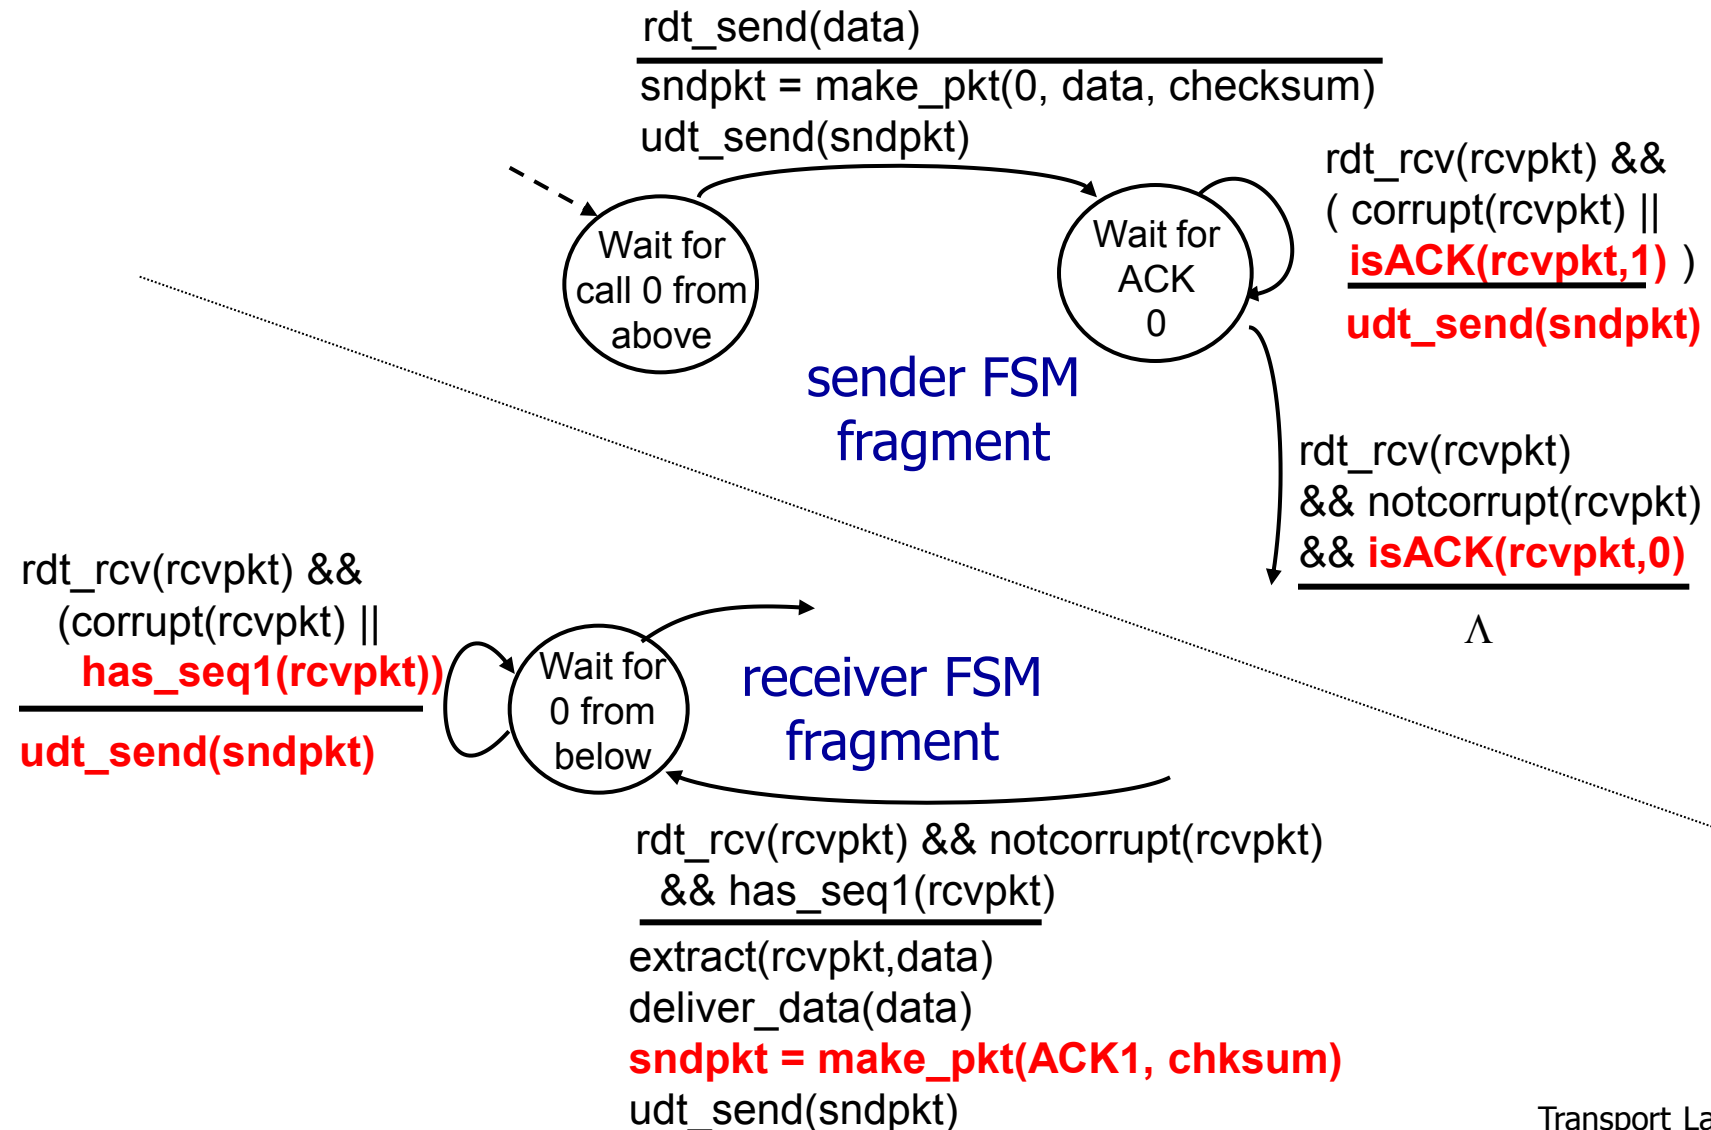 rdt_send(data)
sndpkt = make_pkt(0, data, checksum)
udt_send(sndpkt)
rdt_rcv(rcvpkt) &&
( corrupt(rcvpkt) ||
isACK(rcvpkt,1) )
udt_send(sndpkt)
Wait for
call 0 from
above
Wait for
ACK
0
sender FSM
fragment
rdt_rcv(rcvpkt)
&& notcorrupt(rcvpkt)
&& isACK(rcvpkt,0)
Λ
rdt_rcv(rcvpkt) &&
(corrupt(rcvpkt) ||
has_seq1(rcvpkt))
udt_send(sndpkt)
Wait for
0 from
below
receiver FSM
fragment
rdt_rcv(rcvpkt) && notcorrupt(rcvpkt)
&& has_seq1(rcvpkt)
extract(rcvpkt,data)
deliver_data(data)
sndpkt = make_pkt(ACK1, chksum)
udt_send(sndpkt)
Transport La